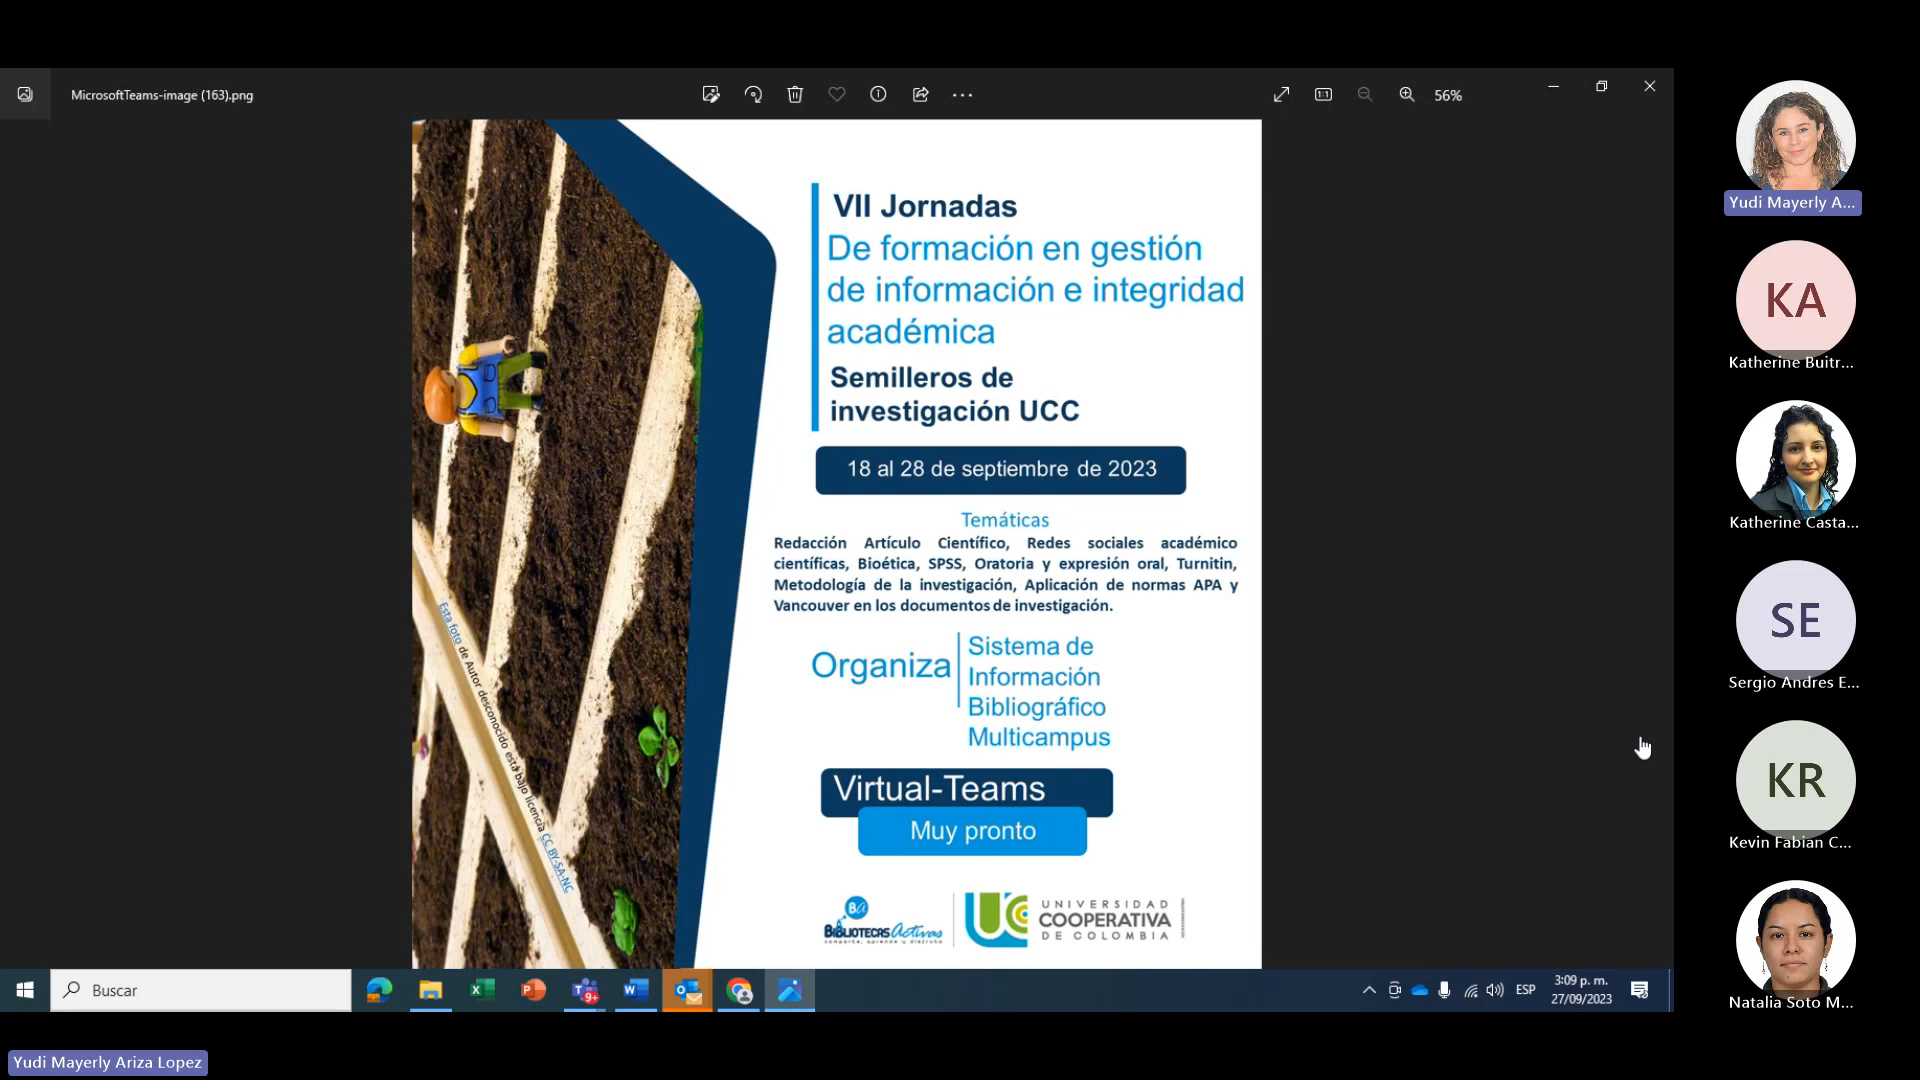 MicrosoftTeams-image (163).png
56%
VII Jornadas
De formación en gestión
de información e integridad
académica
Semilleros de
investigación UCC
18 al 28 de septiembre de 2023
Temáticas
Redacción Artículo Científico, Redes sociales académico
científicas, Bioética, SPSS, Oratoria y expresión oral, Turnitin,
Metodología de la investigación, Aplicación de normas APA y
Vancouver en los documentos de investigación.
Organiza
Sistema de
Información
Bibliográfico
Multicampus
Virtual-Teams
Muy pronto
Esta foto de Autor desconocido está bajo licencia CC BY-SA-NC
BA
BIBLIOTECAS Activas
comparte, aprende y disfruta
UNIVERSIDAD
COOPERATIVA
DE COLOMBIA
Buscar
9+
ESP
3:09 p. m.
27/09/2023
Yudi Mayerly A...
KA
Katherine Buitr...
Katherine Casta...
SE
Sergio Andres E...
KR
Kevin Fabian C...
Natalia Soto M...
Yudi Mayerly Ariza Lopez